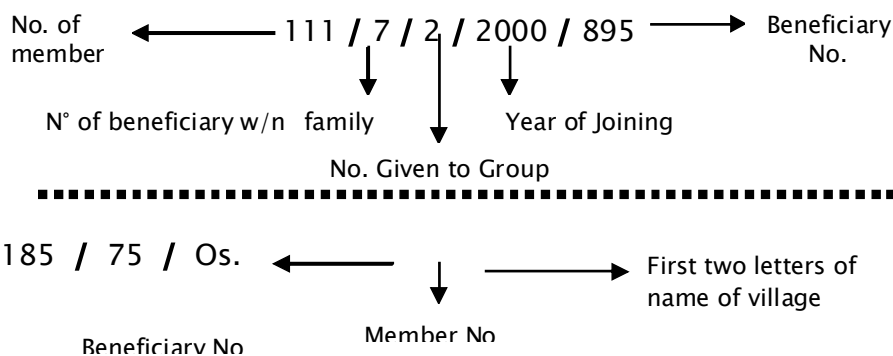 No. of member
111 / 7 / 2 / 2000 / 895
Beneficiary No.
N° of beneficiary w/n family
Year of Joining
No. Given to Group
185 / 75 / Os.
First two letters of name of village
Member No
Beneficiary No